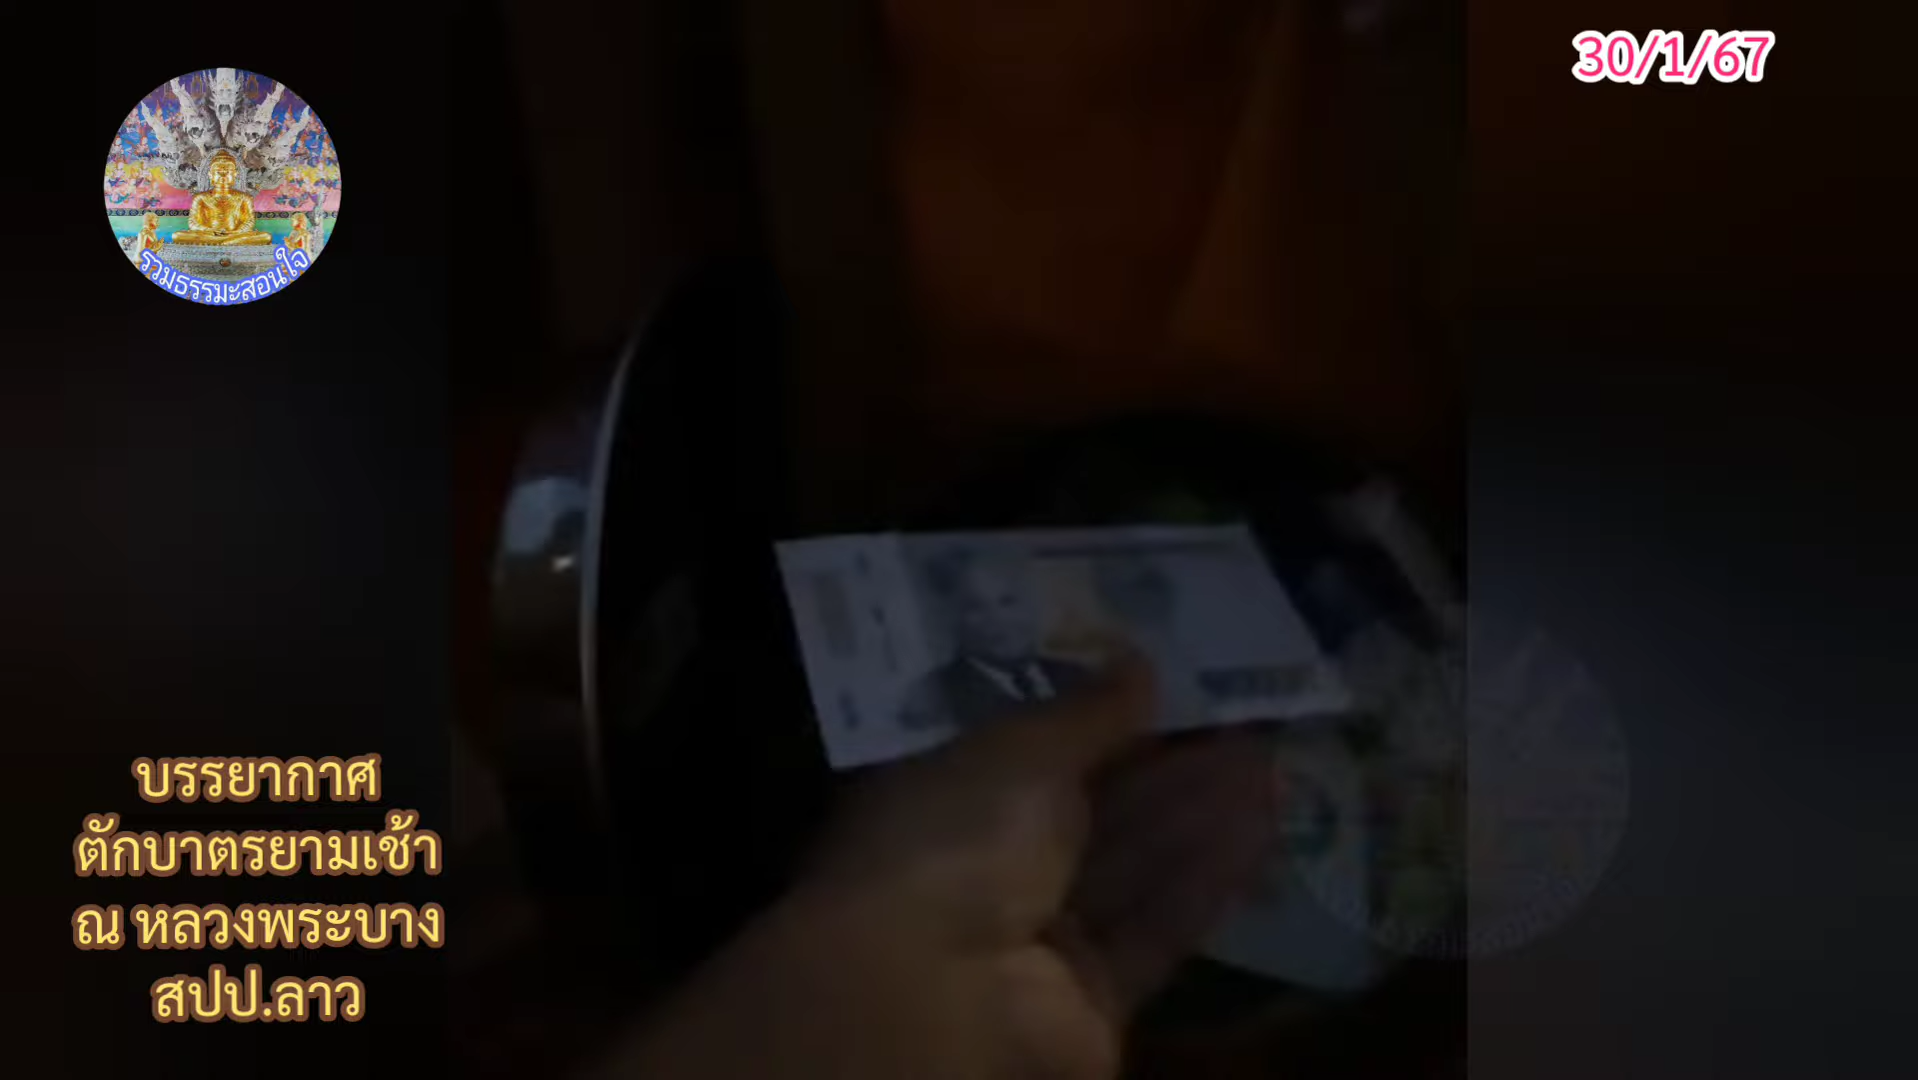 30/1/67
รวมธรรมะสอนใจ
บรรยากาศ
ตักบาตรยามเช้า
ณ หลวงพระบาง
สปป.ลาว